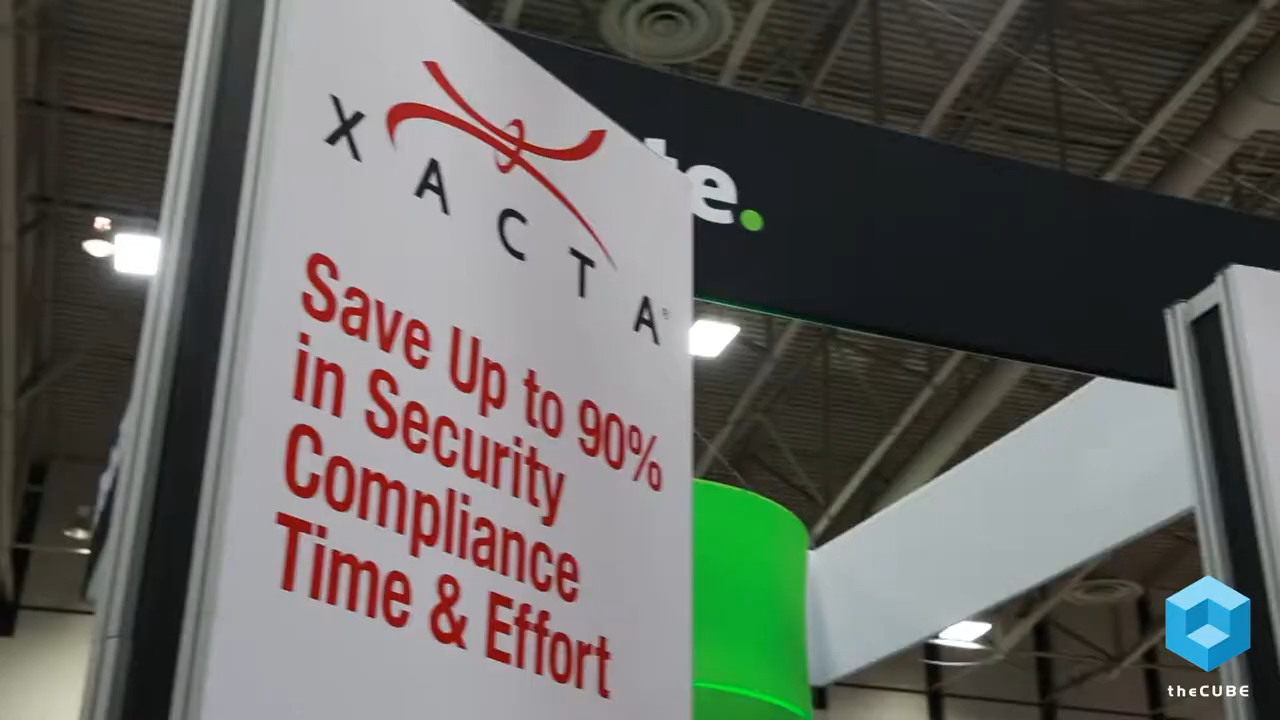 XACTA®
Save Up to 90%
in Security
Compliance
Time & Effort
te.
theCUBE